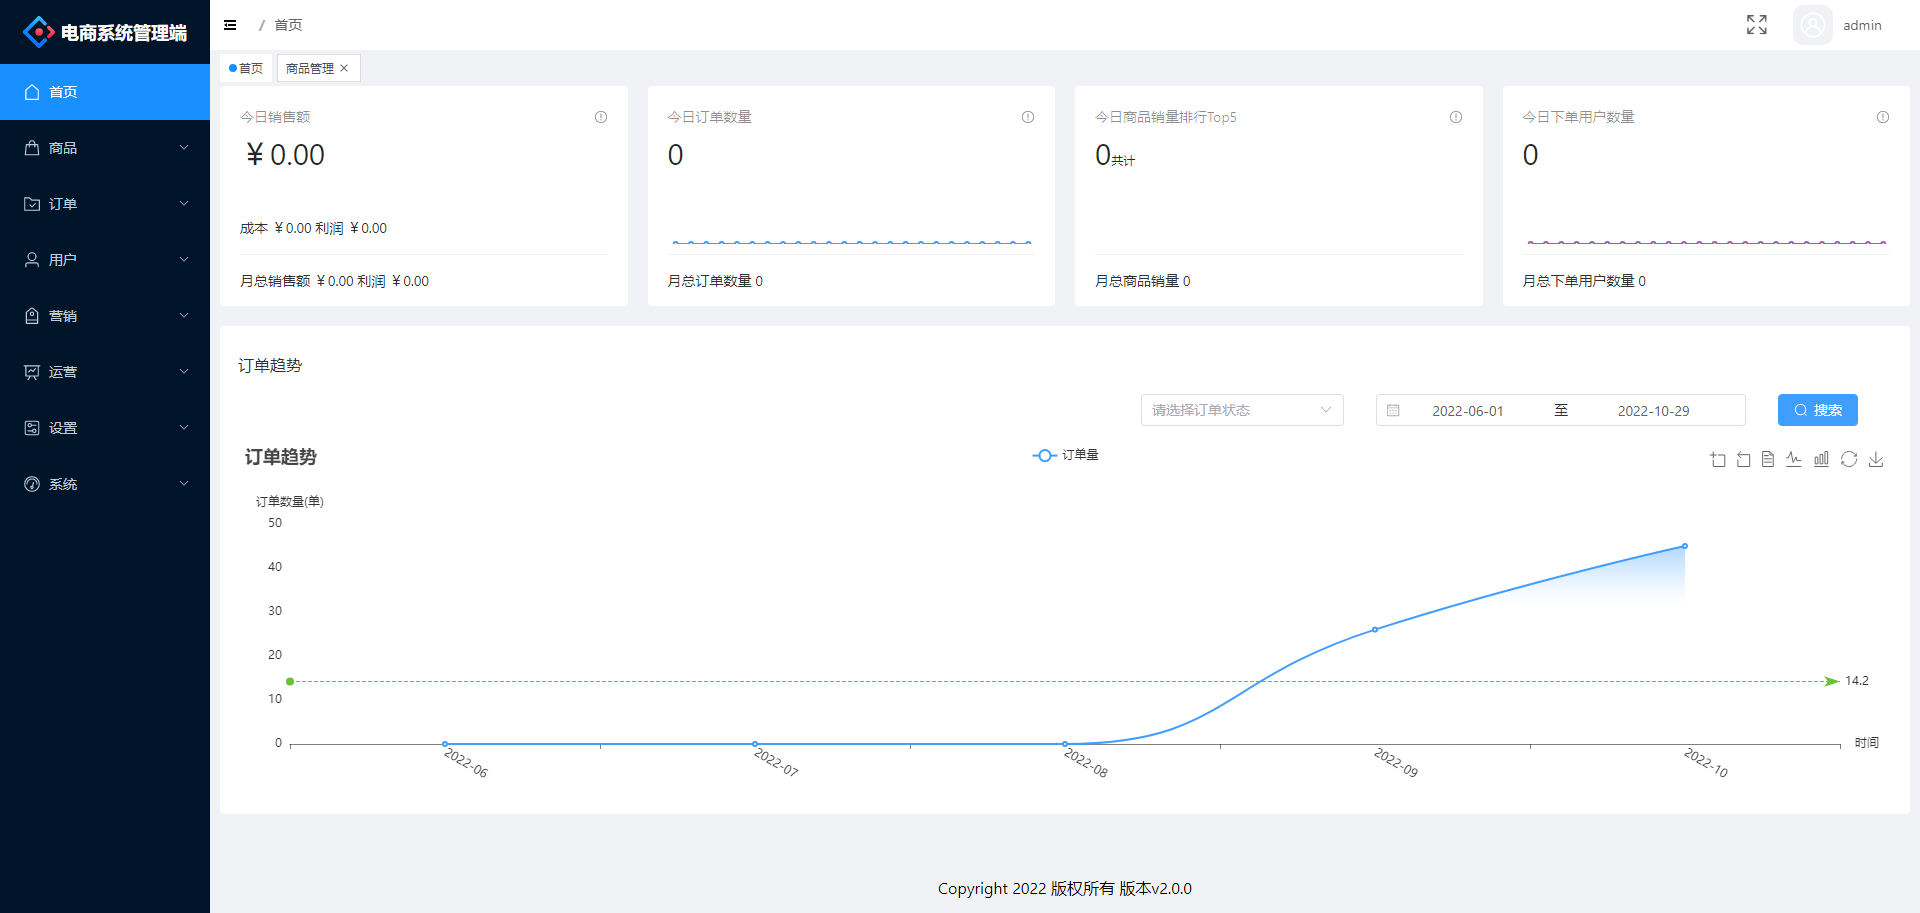 电商系统管理端
首页
商品
订单
用户
营销
运营
设置
系统
/ 首页
admin
首页
商品管理
今日销售额
￥0.00
成本 ￥0.00 利润 ￥0.00
月总销售额 ￥0.00 利润 ￥0.00
今日订单数量
0
月总订单数量 0
今日商品销量排行Top5
0共计
月总商品销量 0
今日下单用户数量
0
月总下单用户数量 0
订单趋势
请选择订单状态
2022-06-01 至 2022-10-29
搜索
订单趋势
订单量
订单数量(单)
50
40
30
20
10
0
14.2
时间
2022-06
2022-07
2022-08
2022-09
2022-10
Copyright 2022 版权所有 版本v2.0.0